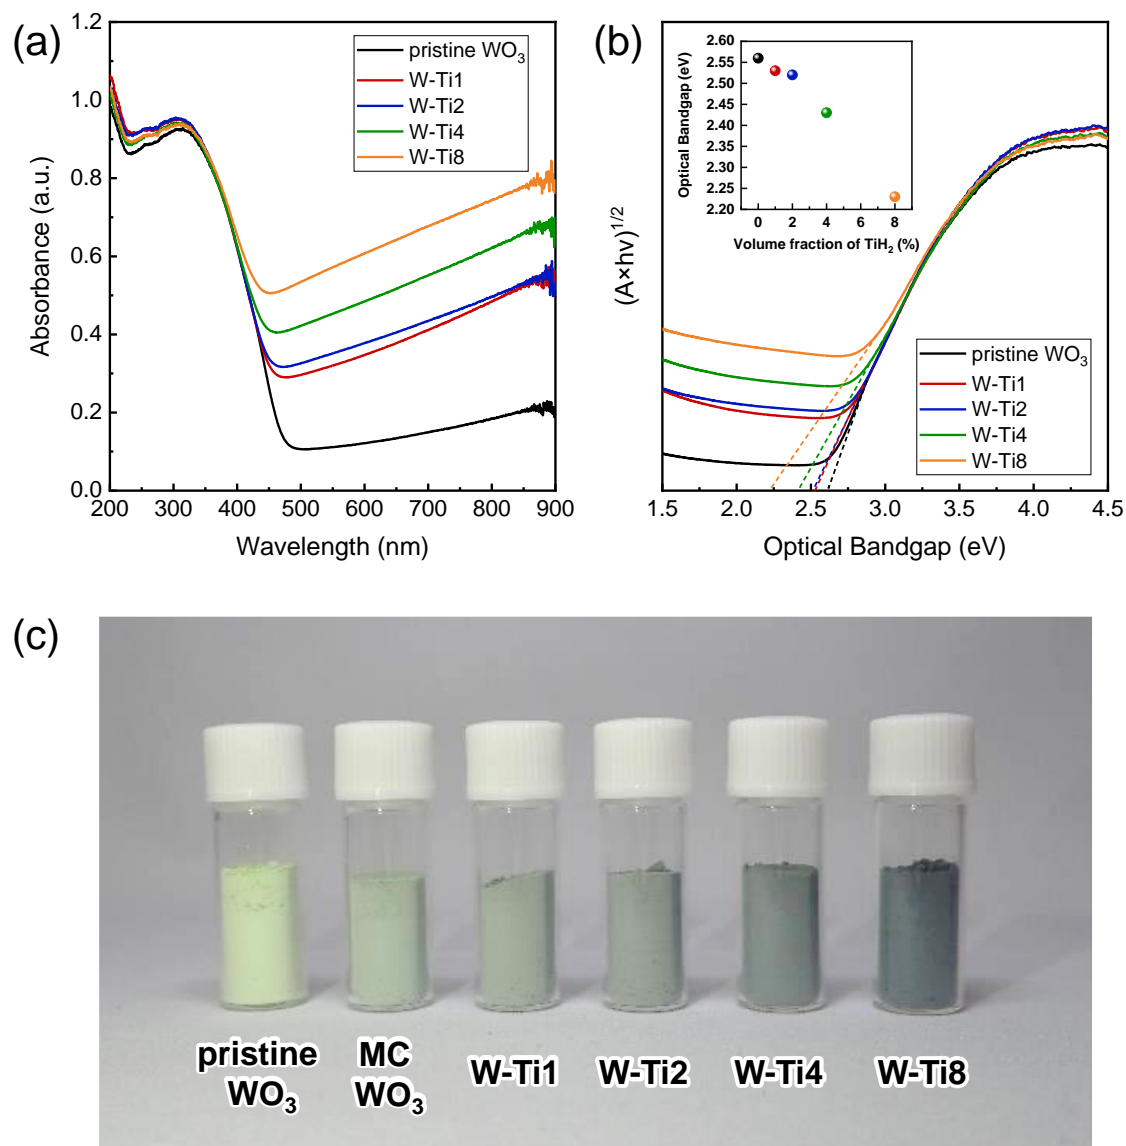 (a)
1.2
1.0
0.8
0.6
0.4
0.2
0.0
Absorbance (a.u.)
pristine WO₃
W-Ti1
W-Ti2
W-Ti4
W-Ti8
200 300 400 500 600 700 800 900
Wavelength (nm)
(b)
(A×hv)^1/2
2.60
2.55
2.50
2.45
2.40
2.35
2.30
2.25
2.20
Optical Bandgap (eV)
0 2 4 6 8
Volume fraction of TiH₂ (%)
pristine WO₃
W-Ti1
W-Ti2
W-Ti4
W-Ti8
1.5 2.0 2.5 3.0 3.5 4.0 4.5
Optical Bandgap (eV)
(c)
pristine WO₃
MC WO₃
W-Ti1
W-Ti2
W-Ti4
W-Ti8